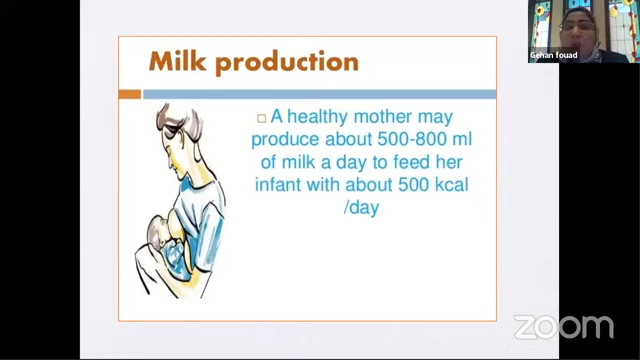 Milk production
A healthy mother may
produce about 500-800 ml
of milk a day to feed her
infant with about 500 kcal
/day
Gehan fouad
zoom